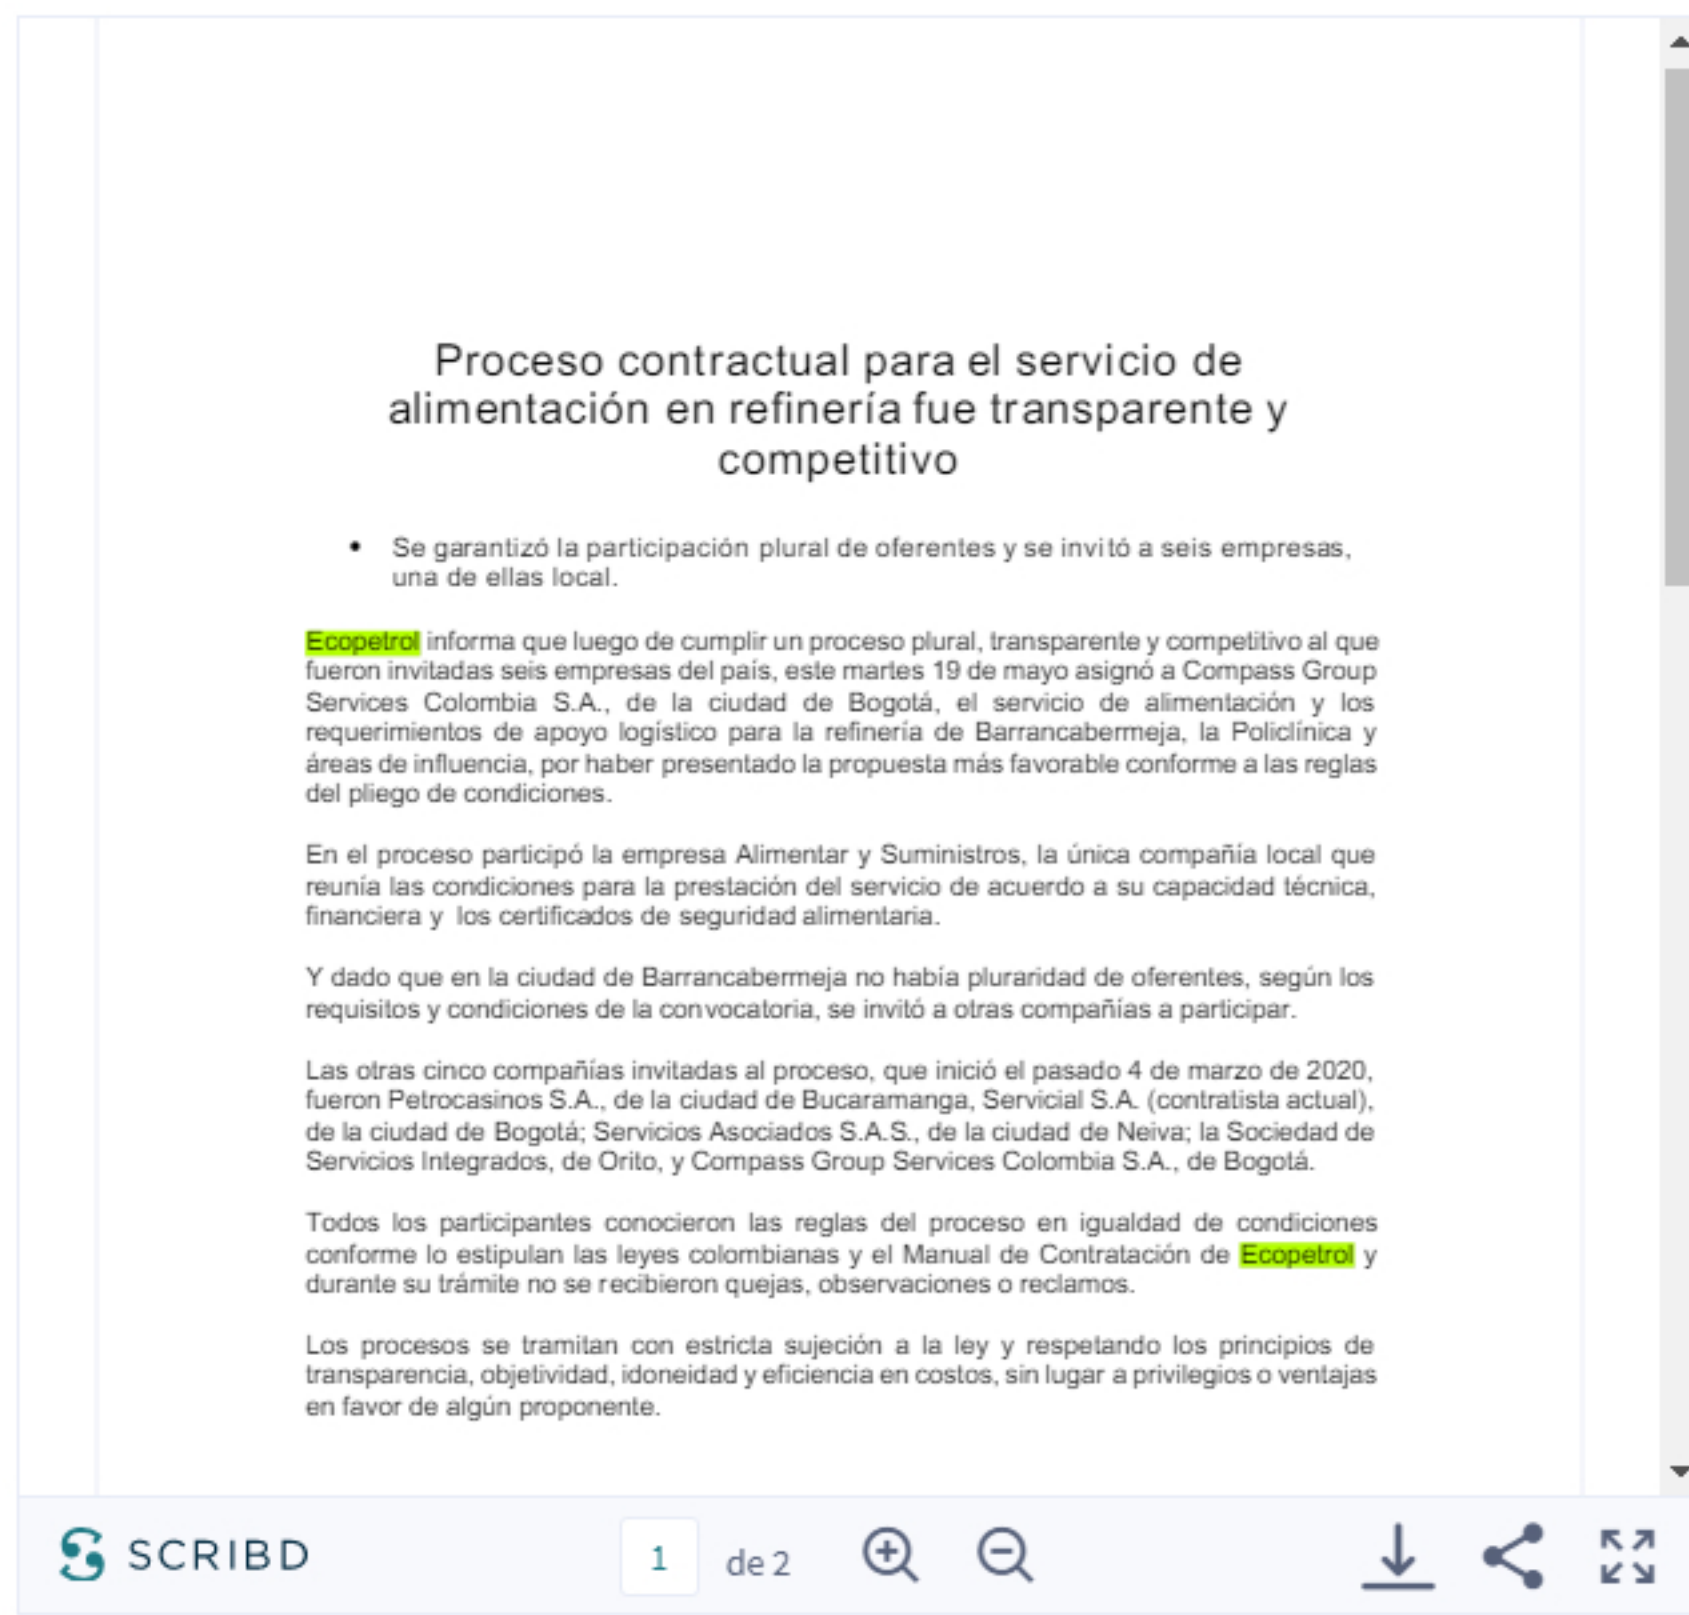 Proceso contractual para el servicio de
alimentación en refinería fue transparente y
competitivo
• Se garantizó la participación plural de oferentes y se invitó a seis empresas,
una de ellas local.
Ecopetrol informa que luego de cumplir un proceso plural, transparente y competitivo al que
fueron invitadas seis empresas del país, este martes 19 de mayo asignó a Compass Group
Services Colombia S.A., de la ciudad de Bogotá, el servicio de alimentación y los
requerimientos de apoyo logístico para la refinería de Barrancabermeja, la Policlínica y
áreas de influencia, por haber presentado la propuesta más favorable conforme a las reglas
del pliego de condiciones.
En el proceso participó la empresa Alimentar y Suministros, la única compañía local que
reunía las condiciones para la prestación del servicio de acuerdo a su capacidad técnica,
financiera y los certificados de seguridad alimentaria.
Y dado que en la ciudad de Barrancabermeja no había pluraridad de oferentes, según los
requisitos y condiciones de la convocatoria, se invitó a otras compañías a participar.
Las otras cinco compañías invitadas al proceso, que inició el pasado 4 de marzo de 2020,
fueron Petrocasinos S.A., de la ciudad de Bucaramanga, Servicial S.A. (contratista actual),
de la ciudad de Bogotá; Servicios Asociados S.A.S., de la ciudad de Neiva; la Sociedad de
Servicios Integrados, de Orito, y Compass Group Services Colombia S.A., de Bogotá.
Todos los participantes conocieron las reglas del proceso en igualdad de condiciones
conforme lo estipulan las leyes colombianas y el Manual de Contratación de Ecopetrol y
durante su trámite no se recibieron quejas, observaciones o reclamos.
Los procesos se tramitan con estricta sujeción a la ley y respetando los principios de
transparencia, objetividad, idoneidad y eficiencia en costos, sin lugar a privilegios o ventajas
en favor de algún proponente.
SCRIBD 1 de 2